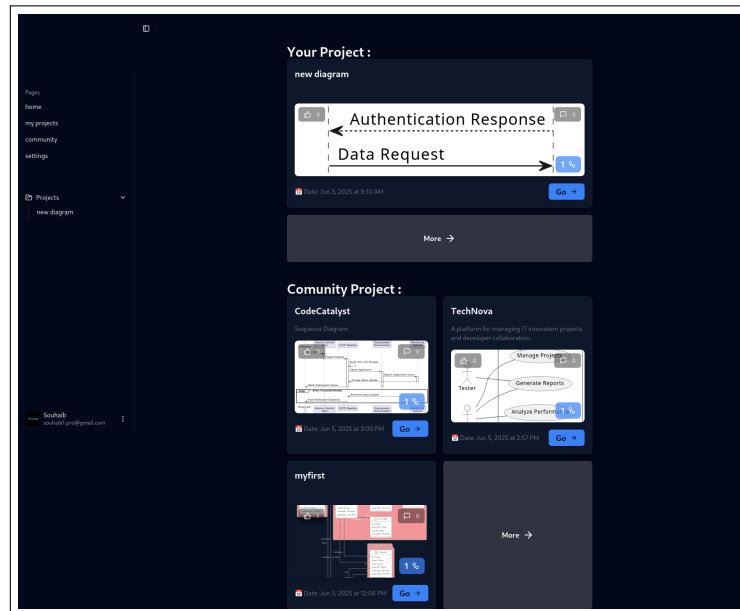 Pages
home
my projects
community
settings
Projects
new diagram
Souhaib
souhaib1.pro@gmail.com
Your Project :
new diagram
0
0
Authentication Response
Data Request
1
Date: Jun 3, 2025 at 9:10 AM
Go →
More →
Comunity Project :
CodeCatalyst
Sequence Diagram
0
1
Date: Jun 5, 2025 at 3:00 PM
Go →
TechNova
A platform for managing IT innovation projects
and developer collaboration.
0
0
Manage Projects
Tester
Generate Reports
1
Date: Jun 5, 2025 at 2:57 PM
Go →
myfirst
0
1
Date: Jun 3, 2025 at 12:06 PM
Go →
More →